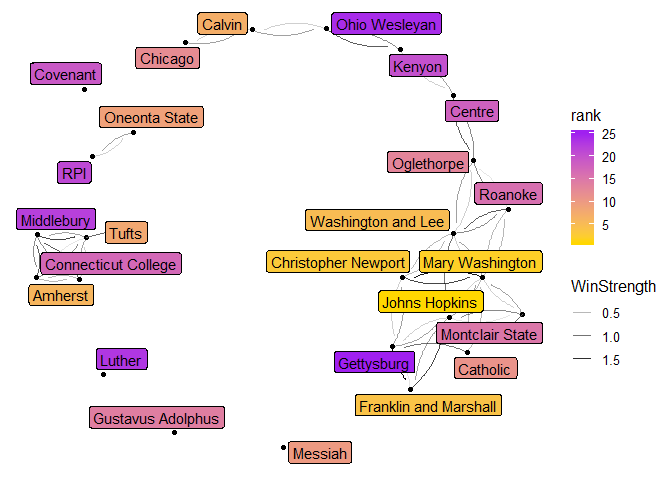 Calvin
Ohio Wesleyan
Chicago
Kenyon
Covenant
Centre
Oneonta State
Oglethorpe
RPI
Roanoke
Middlebury
Tufts
Washington and Lee
Connecticut College
Christopher Newport
Mary Washington
Amherst
Johns Hopkins
Montclair State
Luther
Gettysburg
Catholic
Gustavus Adolphus
Franklin and Marshall
Messiah
rank
25
20
15
10
5
WinStrength
0.5
1.0
1.5